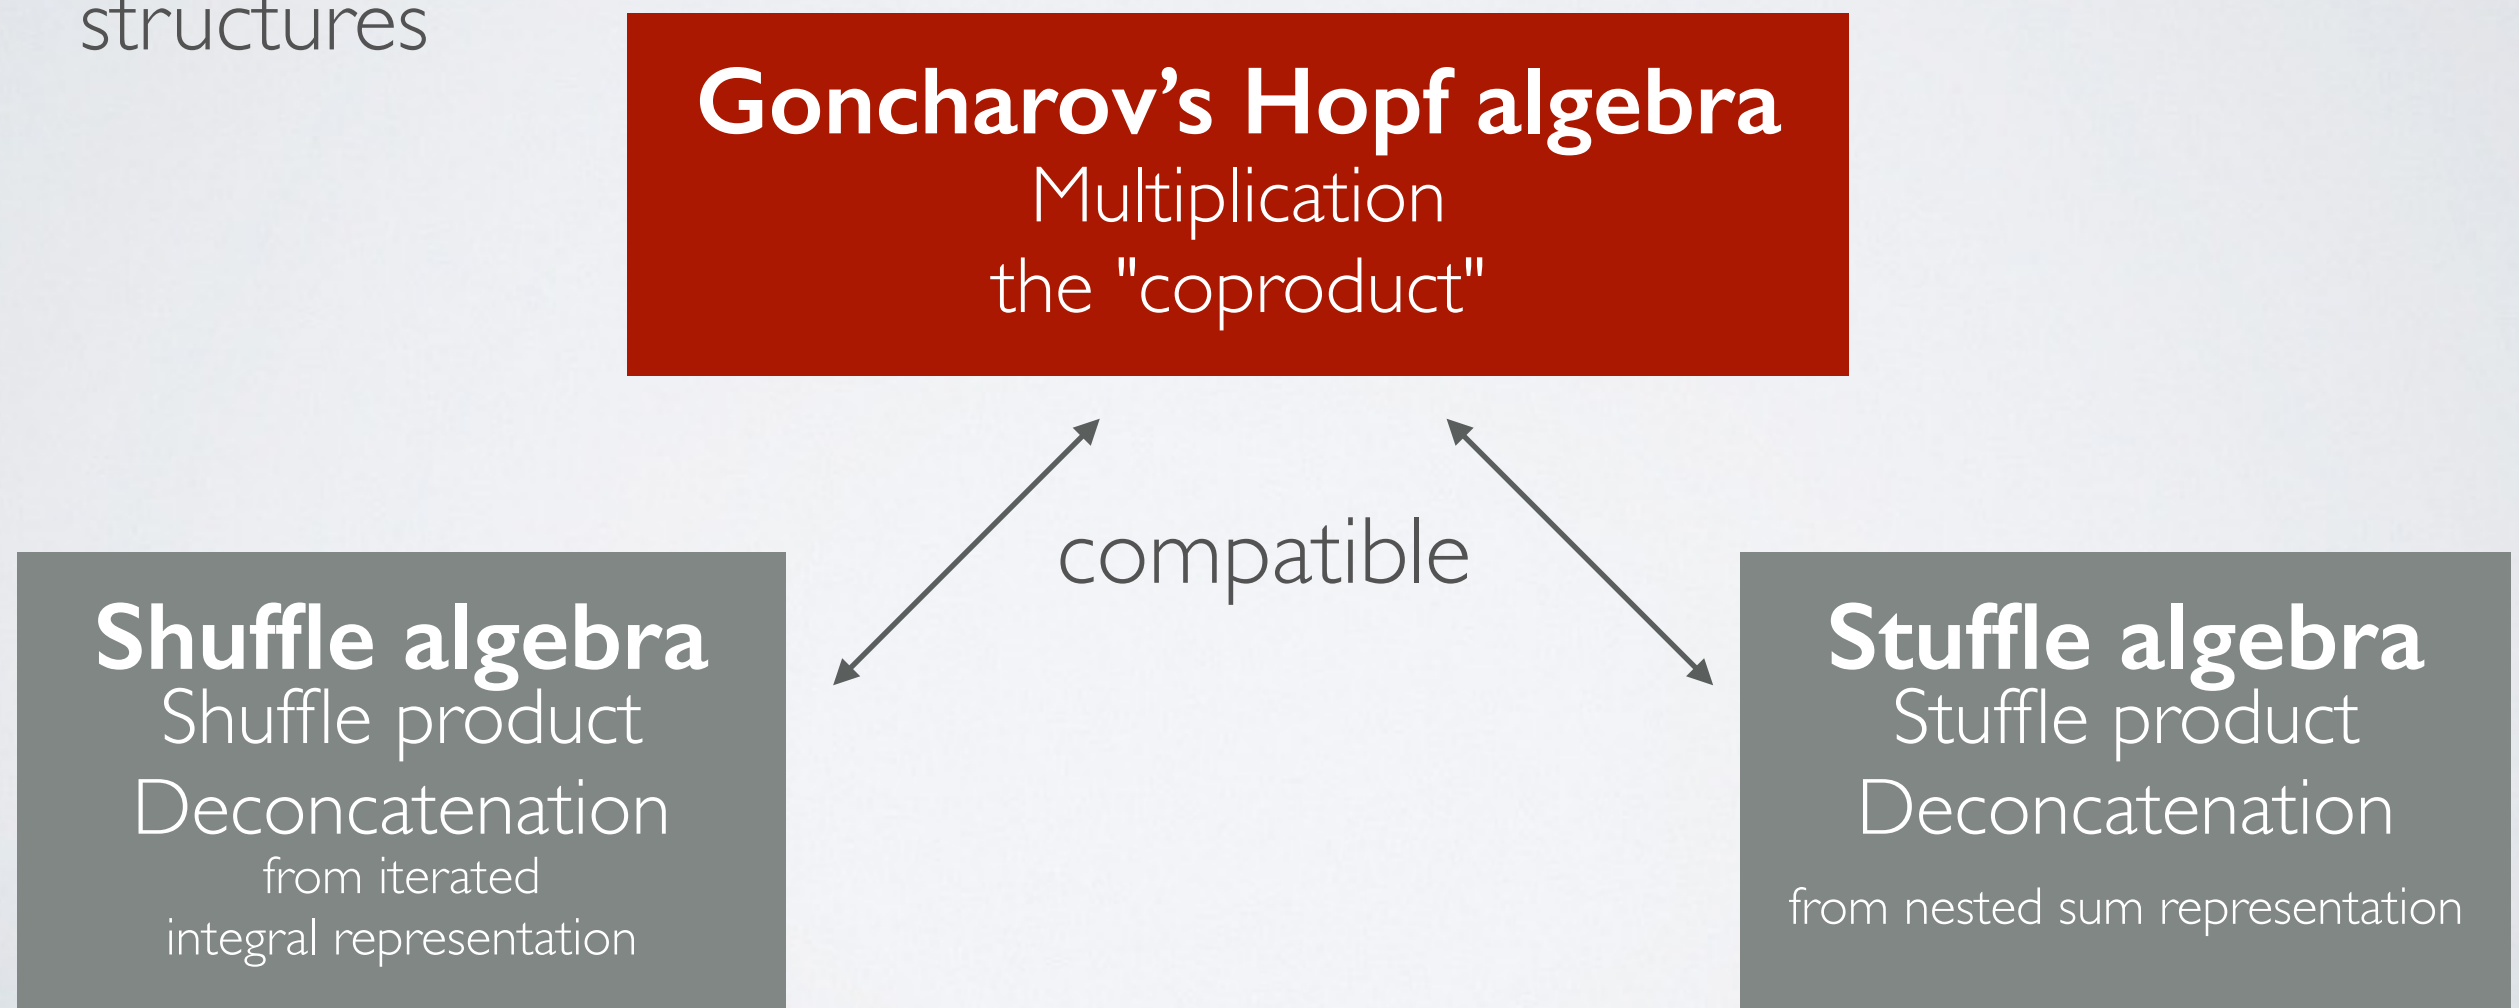 structures
Goncharov’s Hopf algebra
Multiplication
the "coproduct"
compatible
Shuffle algebra
Shuffle product
Deconcatenation
from iterated
integral representation
Stuffle algebra
Stuffle product
Deconcatenation
from nested sum representation